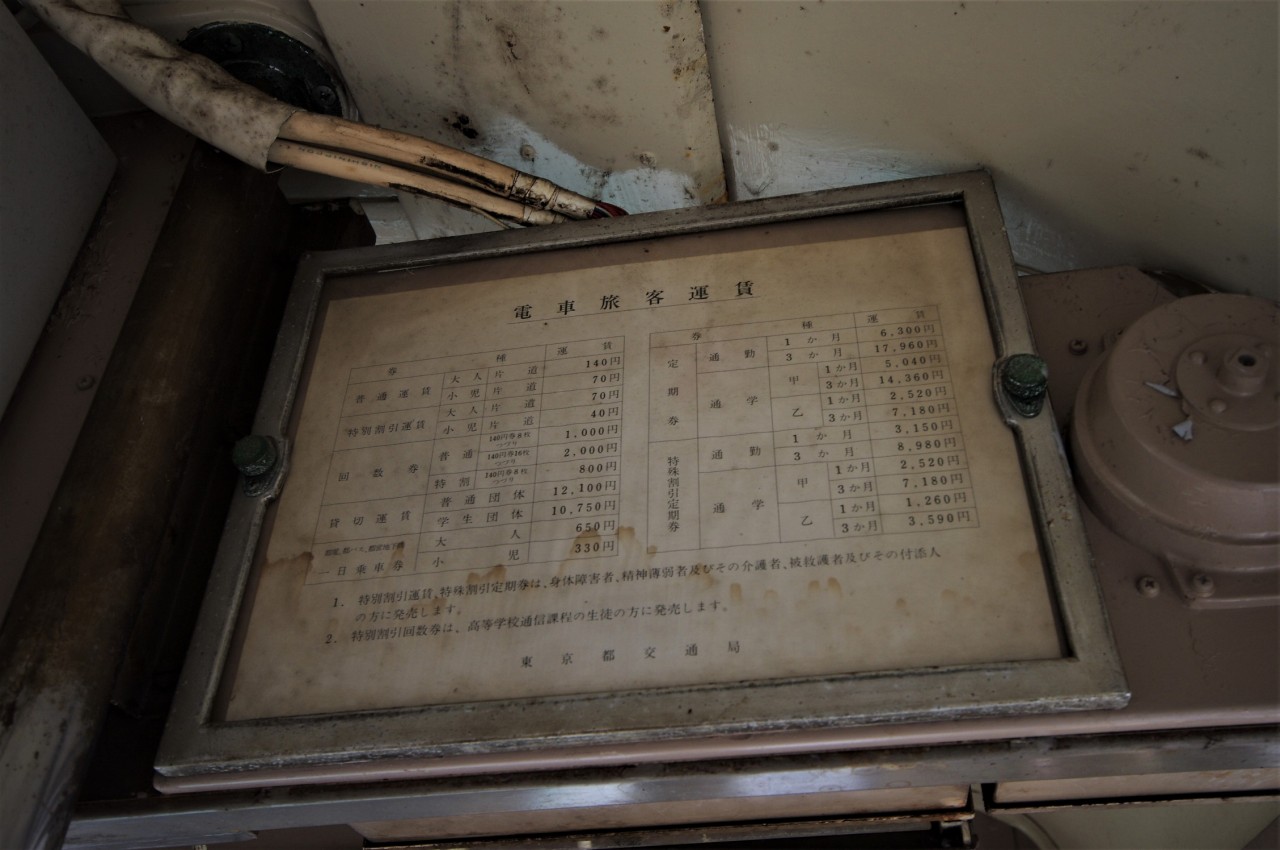 電車旅客運賃
券種 運賃
普通運賃 大人片道 140円
小児片道 70円
特別割引運賃 大人片道 70円
小児片道 40円
回数券 普通 140円券8枚つづり 1,000円
140円券16枚つづり 2,000円
特割 140円券8枚つづり 800円
貸切運賃 普通団体 12,100円
学生団体 10,750円
一日乗車券 大人 650円
小児 330円
券種 運賃
定期券 通勤 1か月 6,300円
3か月 17,960円
通学 甲 1か月 5,040円
3か月 14,360円
乙 1か月 2,520円
3か月 7,180円
特殊割引定期券 通勤 1か月 3,150円
3か月 8,980円
通学 甲 1か月 2,520円
3か月 7,180円
乙 1か月 1,260円
3か月 3,590円
1. 特別割引運賃、特殊割引定期券は、身体障害者、精神薄弱者及びその介護者、被救護者及びその付添人
の方に発売します。
2. 特別割引回数券は、高等学校通信課程の生徒の方に発売します。
東京都交通局